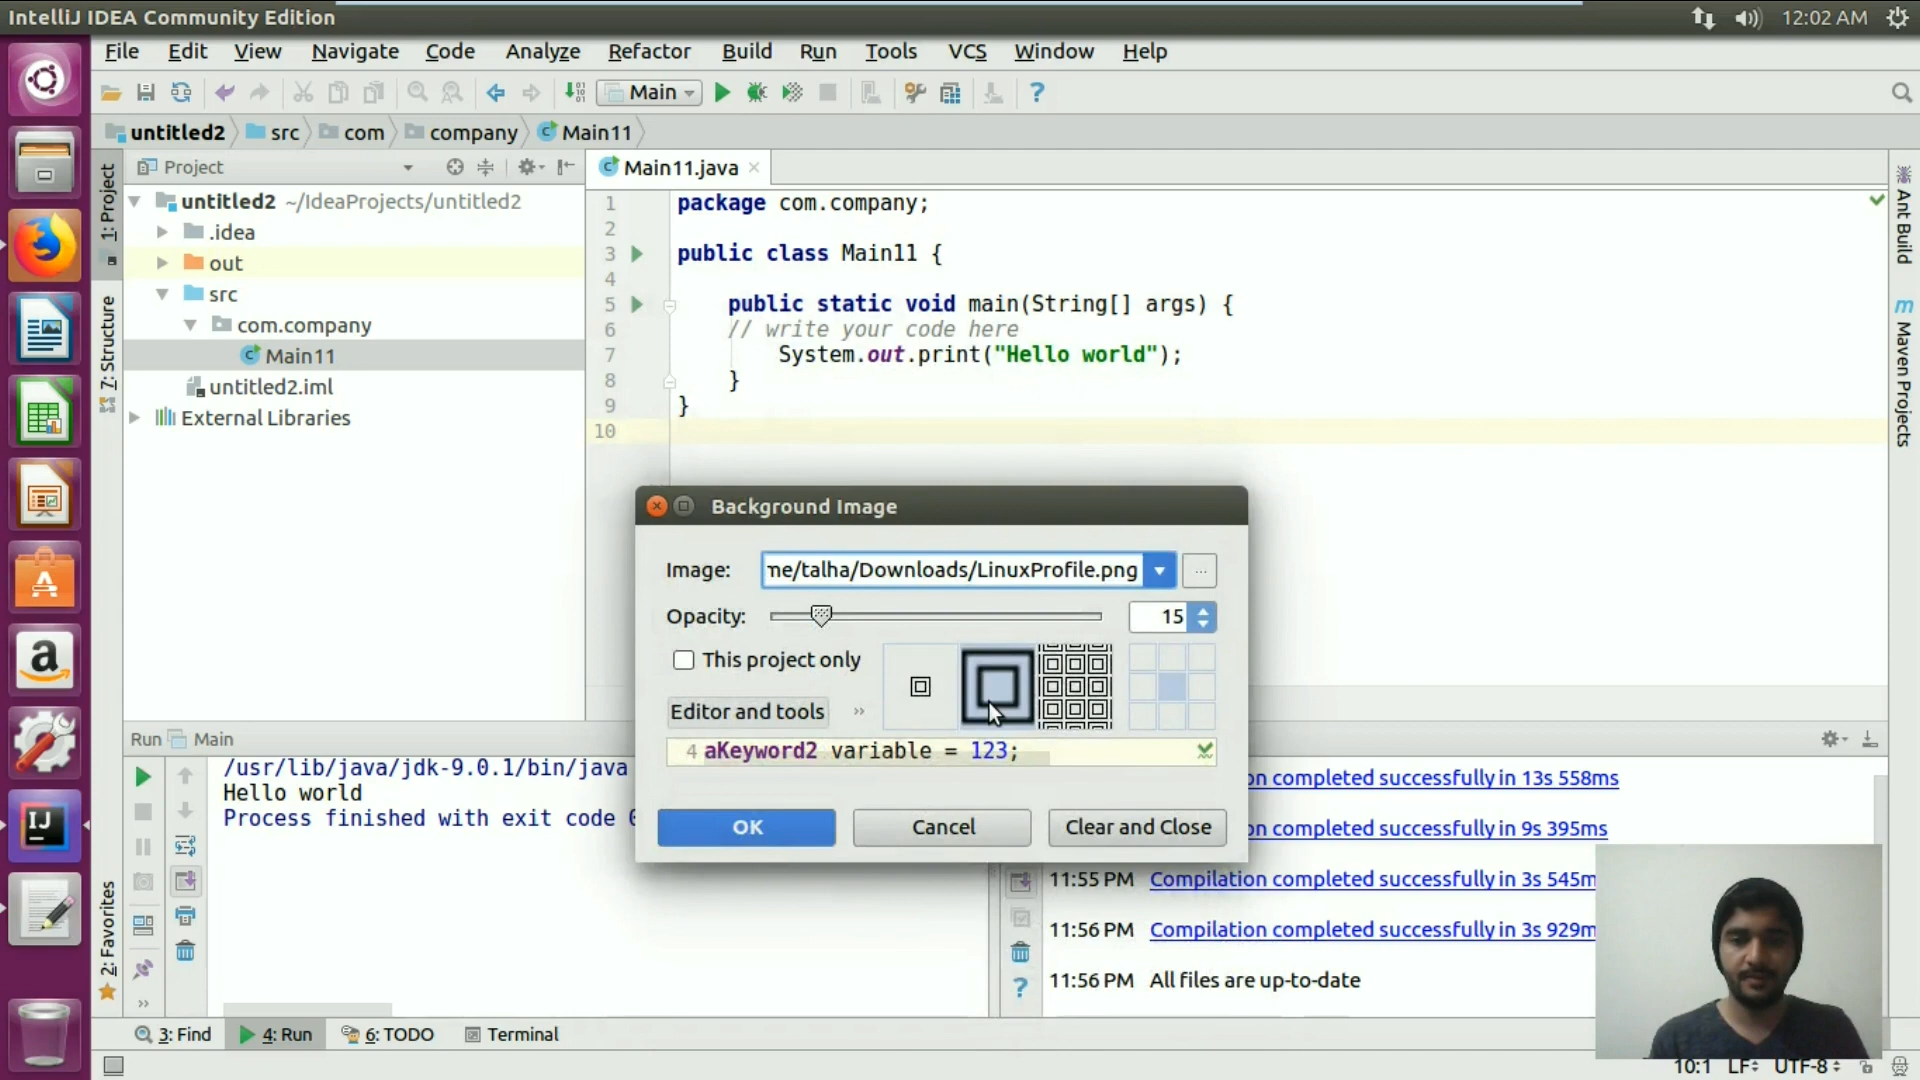 IntelliJ IDEA Community Edition
12:02 AM
File Edit View Navigate Code Analyze Refactor Build Run Tools VCS Window Help
Main
untitled2 src com company Main11
Project
Main11.java
1: Project
7: Structure
2: Favorites
untitled2 ~/IdeaProjects/untitled2
.idea
out
src
com.company
Main11
untitled2.iml
External Libraries
1 package com.company;
2
3 public class Main11 {
4
5 public static void main(String[] args) {
6 // write your code here
7 System.out.print("Hello world");
8 }
9 }
10
Ant Build
m Maven Projects
Background Image
Image: me/talha/Downloads/LinuxProfile.png ...
Opacity: 15
This project only
Editor and tools »
4 aKeyword2 variable = 123;
OK Cancel Clear and Close
Run Main
/usr/lib/java/jdk-9.0.1/bin/java
Hello world
Process finished with exit code 0
on completed successfully in 13s 558ms
on completed successfully in 9s 395ms
11:55 PM Compilation completed successfully in 3s 545m
11:56 PM Compilation completed successfully in 3s 929m
11:56 PM All files are up-to-date
3: Find 4: Run 6: TODO Terminal
10:1 LF UTF-8